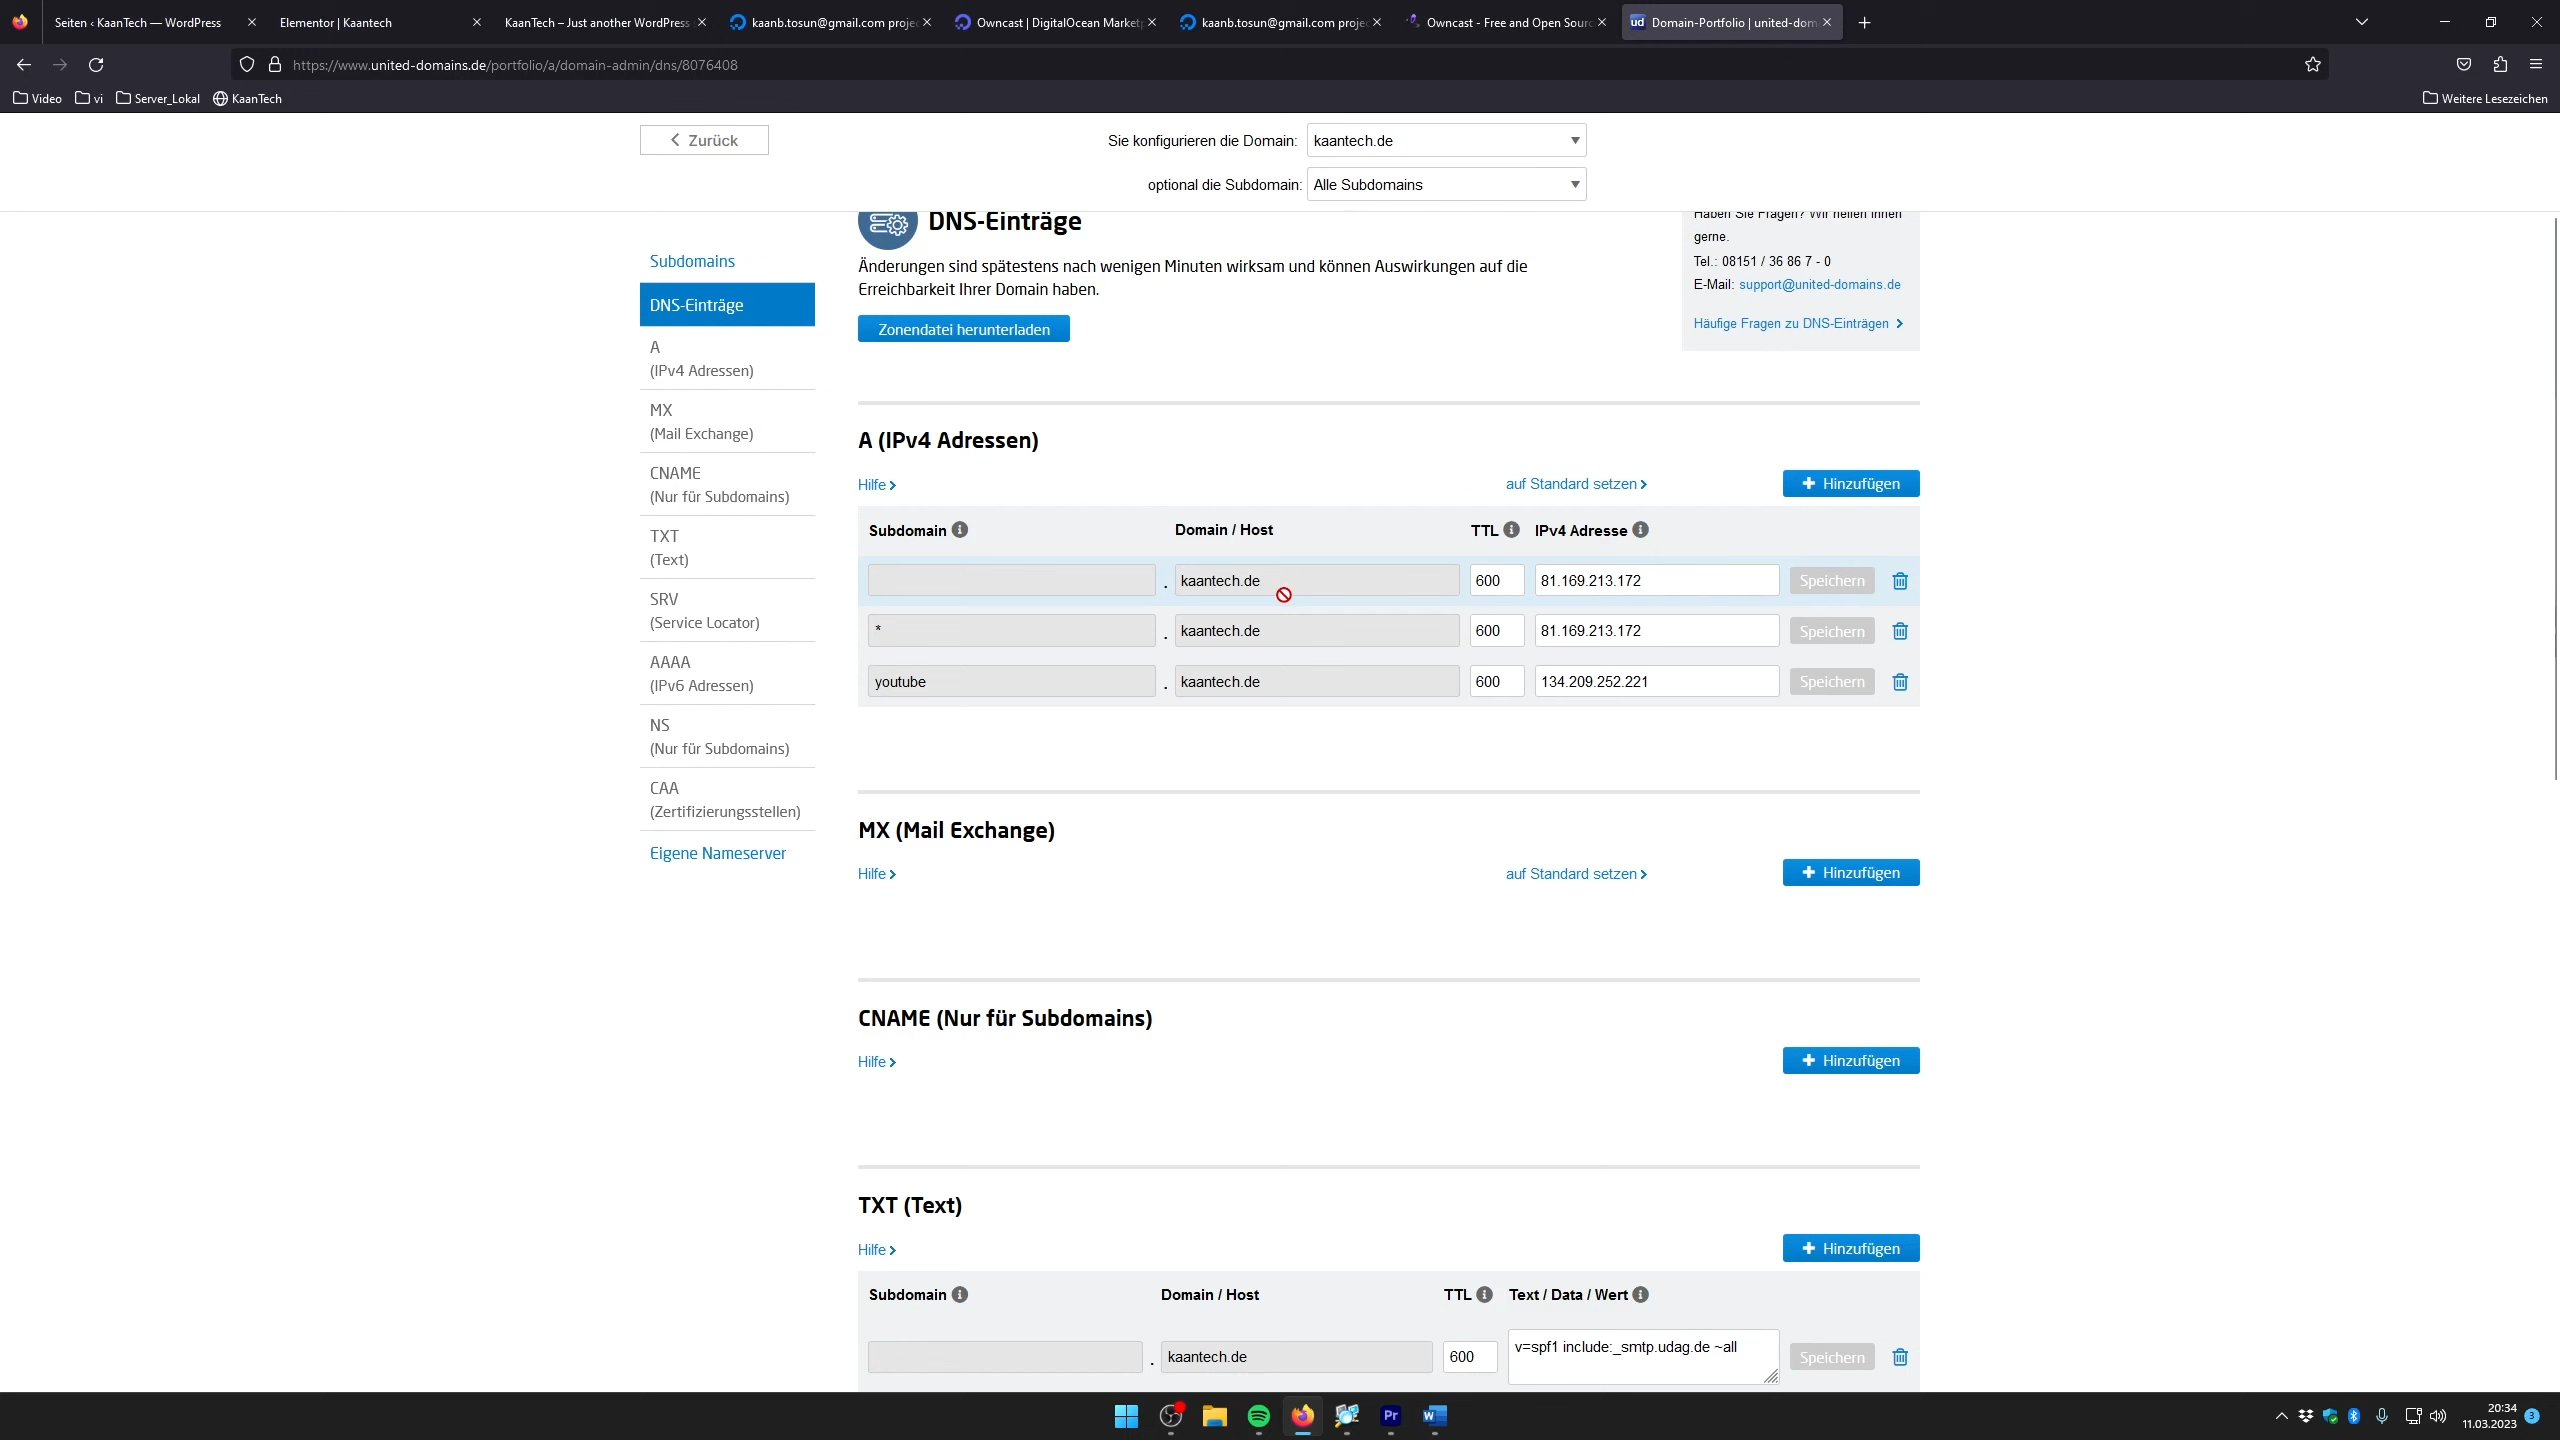 Seiten ‹ KaanTech — WordPress
Elementor | Kaantech
KaanTech – Just another WordPress
kaanb.tosun@gmail.com projec
Owncast | DigitalOcean Marketp
kaanb.tosun@gmail.com projec
Owncast - Free and Open Sourc
ud Domain-Portfolio | united-dom
https://www.united-domains.de/portfolio/a/domain-admin/dns/8076408
Video
vi
Server_Lokal
KaanTech
Weitere Lesezeichen
Zurück
Sie konfigurieren die Domain:
kaantech.de
optional die Subdomain:
Alle Subdomains
Subdomains
DNS-Einträge
A
(IPv4 Adressen)
MX
(Mail Exchange)
CNAME
(Nur für Subdomains)
TXT
(Text)
SRV
(Service Locator)
AAAA
(IPv6 Adressen)
NS
(Nur für Subdomains)
CAA
(Zertifizierungsstellen)
Eigene Nameserver
DNS-Einträge
Änderungen sind spätestens nach wenigen Minuten wirksam und können Auswirkungen auf die
Erreichbarkeit Ihrer Domain haben.
Zonendatei herunterladen
Haben Sie Fragen? Wir helfen Ihnen
gerne.
Tel.: 08151 / 36 86 7 - 0
E-Mail: support@united-domains.de
Häufige Fragen zu DNS-Einträgen
A (IPv4 Adressen)
Hilfe
auf Standard setzen
Hinzufügen
Subdomain Domain / Host TTL IPv4 Adresse
. kaantech.de 600 81.169.213.172 Speichern
* . kaantech.de 600 81.169.213.172 Speichern
youtube . kaantech.de 600 134.209.252.221 Speichern
MX (Mail Exchange)
Hilfe
auf Standard setzen
Hinzufügen
CNAME (Nur für Subdomains)
Hilfe
Hinzufügen
TXT (Text)
Hilfe
Hinzufügen
Subdomain Domain / Host TTL Text / Data / Wert
. kaantech.de 600 v=spf1 include:_smtp.udag.de ~all Speichern
Pr
W
20:34
11.03.2023
3